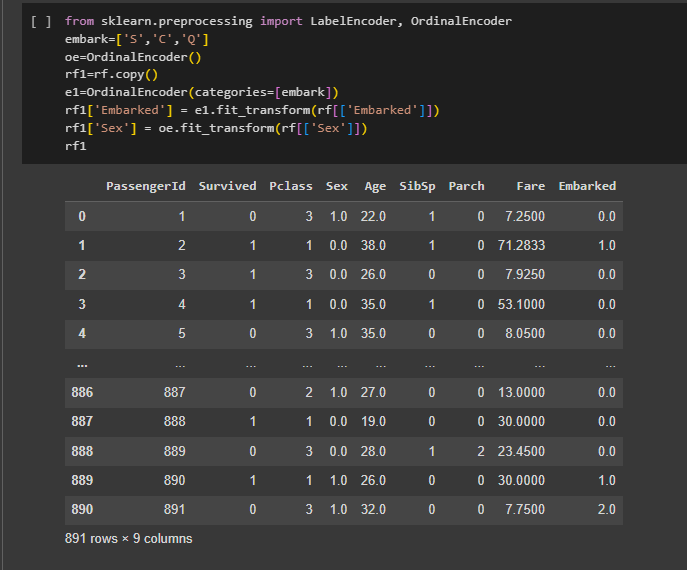 [ ] from sklearn.preprocessing import LabelEncoder, OrdinalEncoder
embark=['S','C','Q']
oe=OrdinalEncoder()
rf1=rf.copy()
e1=OrdinalEncoder(categories=[embark])
rf1['Embarked'] = e1.fit_transform(rf[['Embarked']])
rf1['Sex'] = oe.fit_transform(rf[['Sex']])
rf1
PassengerId Survived Pclass Sex Age SibSp Parch Fare Embarked
0 1 0 3 1.0 22.0 1 0 7.2500 0.0
1 2 1 1 0.0 38.0 1 0 71.2833 1.0
2 3 1 3 0.0 26.0 0 0 7.9250 0.0
3 4 1 1 0.0 35.0 1 0 53.1000 0.0
4 5 0 3 1.0 35.0 0 0 8.0500 0.0
... ... ... ... ... ... ... ... ... ...
886 887 0 2 1.0 27.0 0 0 13.0000 0.0
887 888 1 1 0.0 19.0 0 0 30.0000 0.0
888 889 0 3 0.0 28.0 1 2 23.4500 0.0
889 890 1 1 1.0 26.0 0 0 30.0000 1.0
890 891 0 3 1.0 32.0 0 0 7.7500 2.0
891 rows × 9 columns